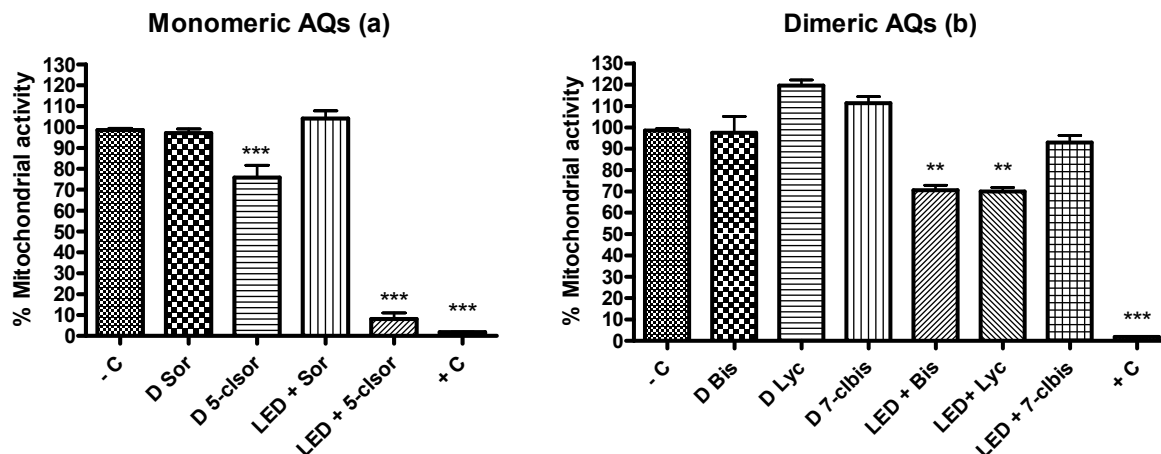 Monomeric AQs (a)
% Mitochondrial activity
130
120
110
100
90
80
70
60
50
40
30
20
10
0
***
***
***
- C
D Sor
D 5-clsor
LED + Sor
LED + 5-clsor
+ C
Dimeric AQs (b)
% Mitochondrial activity
130
120
110
100
90
80
70
60
50
40
30
20
10
0
**
**
***
- C
D Bis
D Lyc
D 7-clbis
LED + Bis
LED+ Lyc
LED + 7-clbis
+ C